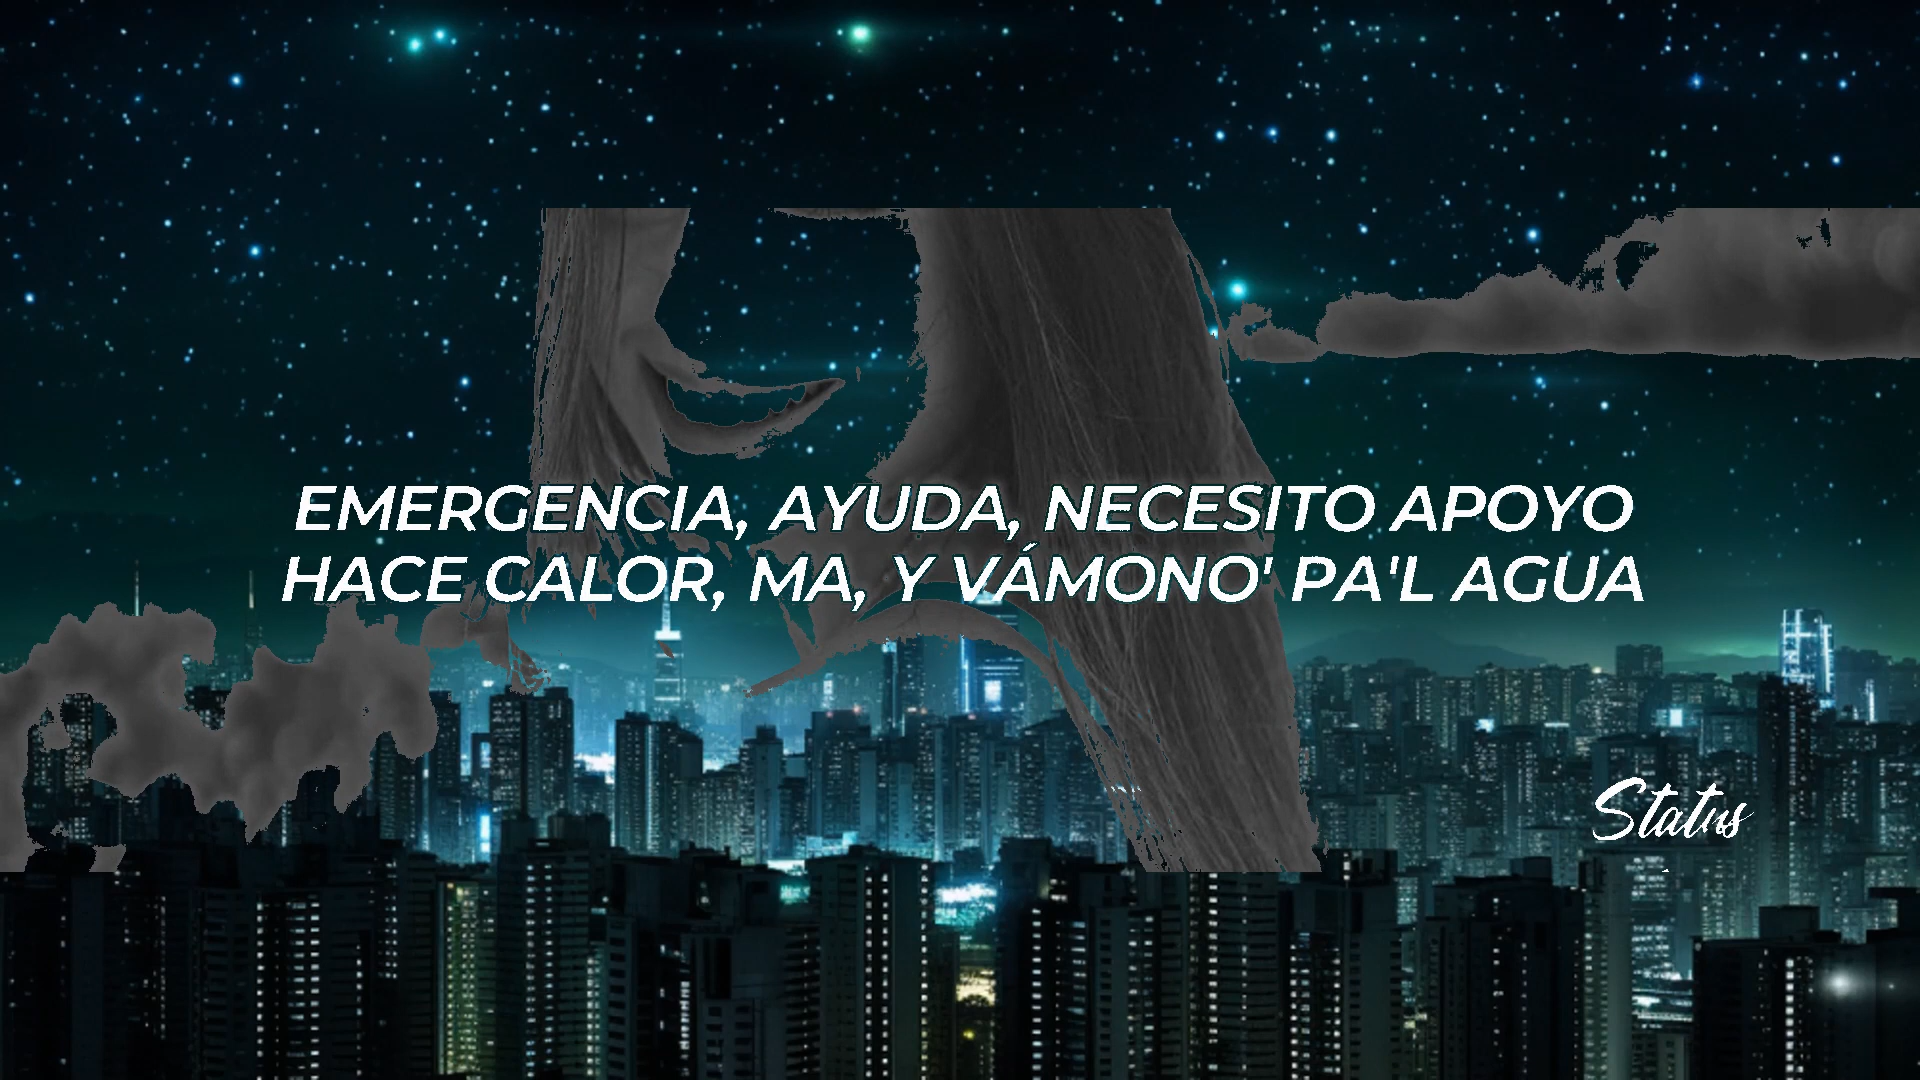 EMERGENCIA, AYUDA, NECESITO APOYO
HACE CALOR, MA, Y VÁMONO' PA'L AGUA
Status